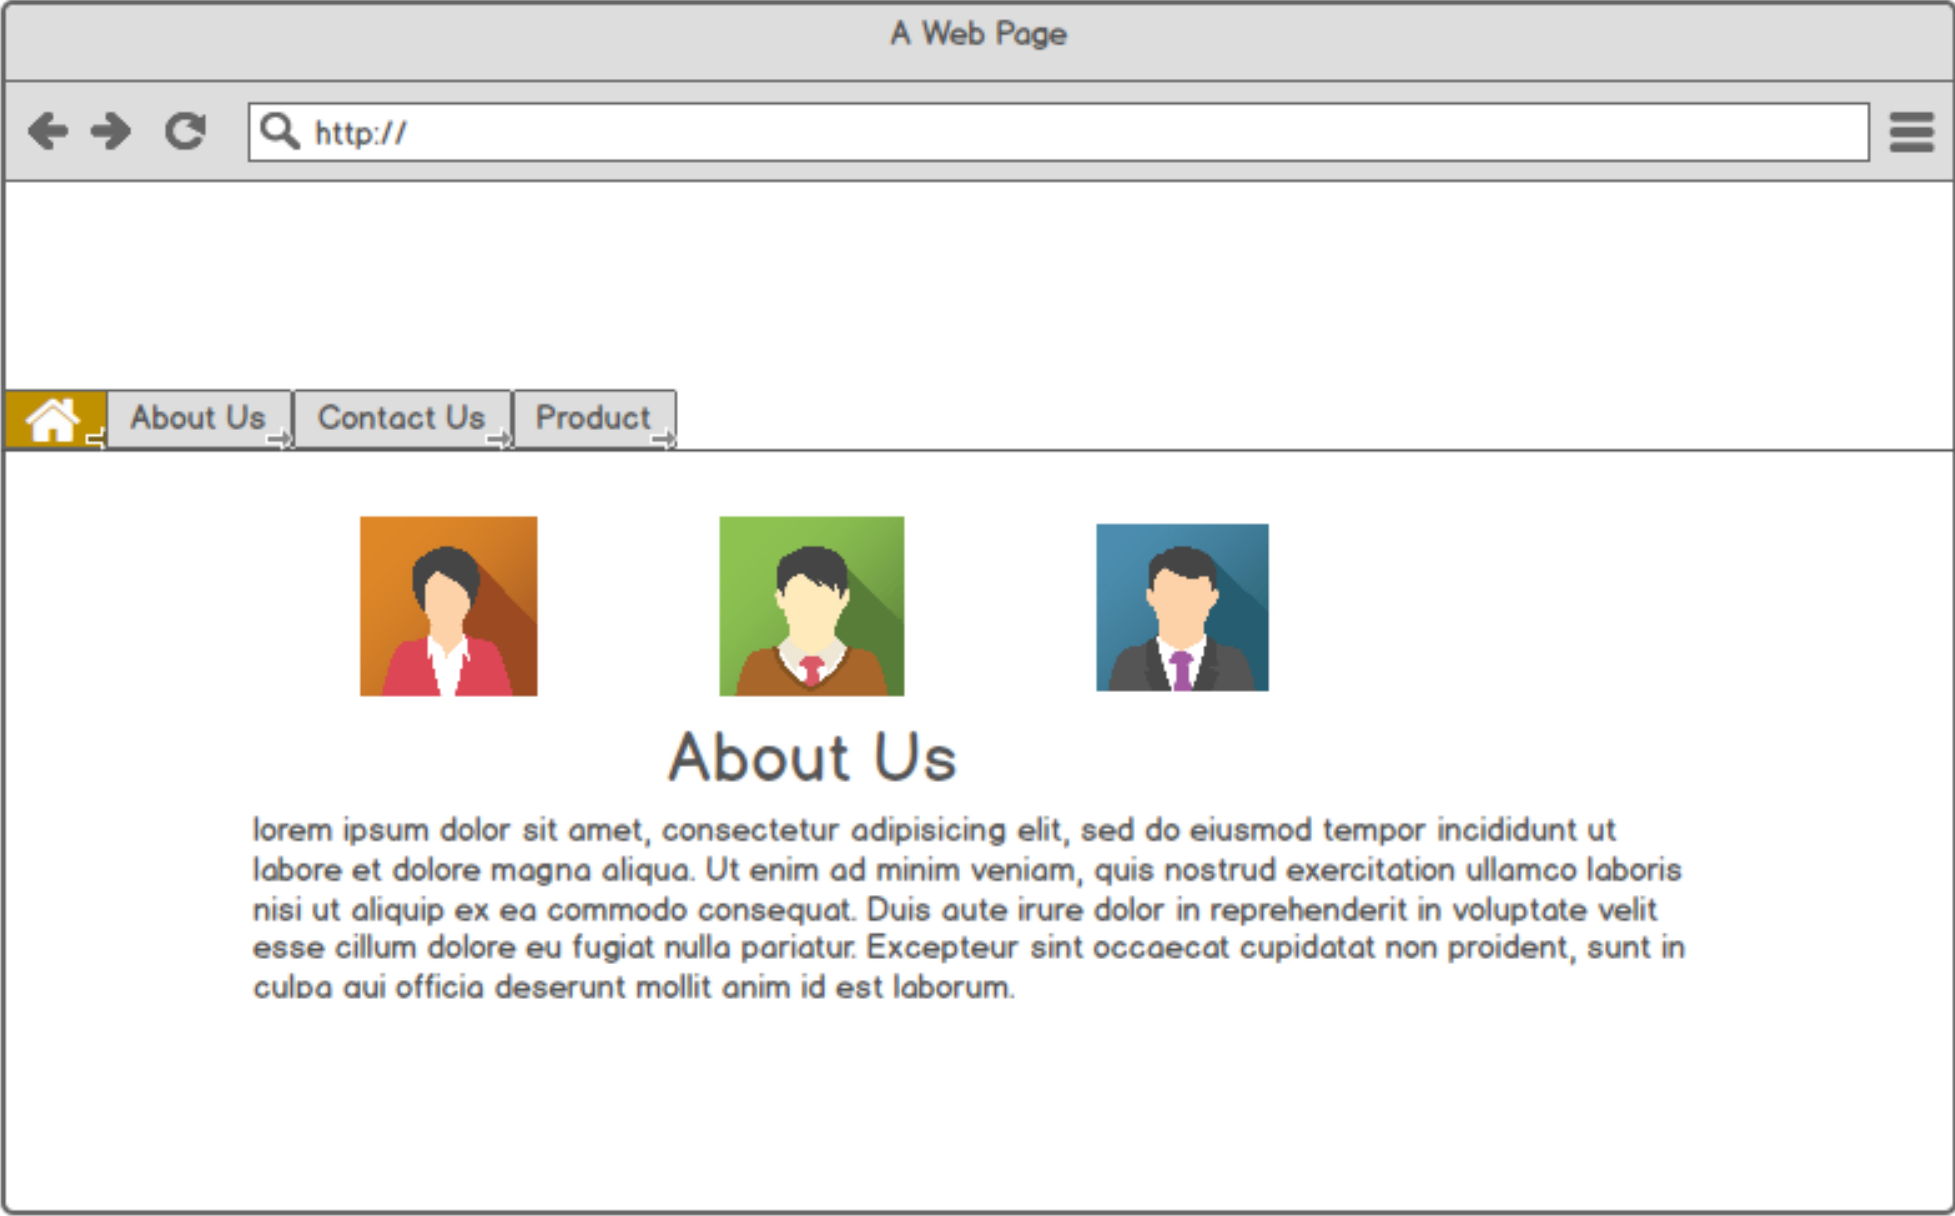 A Web Page
http://
About Us
Contact Us
Product
About Us
lorem ipsum dolor sit amet, consectetur adipisicing elit, sed do eiusmod tempor incididunt ut
labore et dolore magna aliqua. Ut enim ad minim veniam, quis nostrud exercitation ullamco laboris
nisi ut aliquip ex ea commodo consequat. Duis aute irure dolor in reprehenderit in voluptate velit
esse cillum dolore eu fugiat nulla pariatur. Excepteur sint occaecat cupidatat non proident, sunt in
culpa qui officia deserunt mollit anim id est laborum.